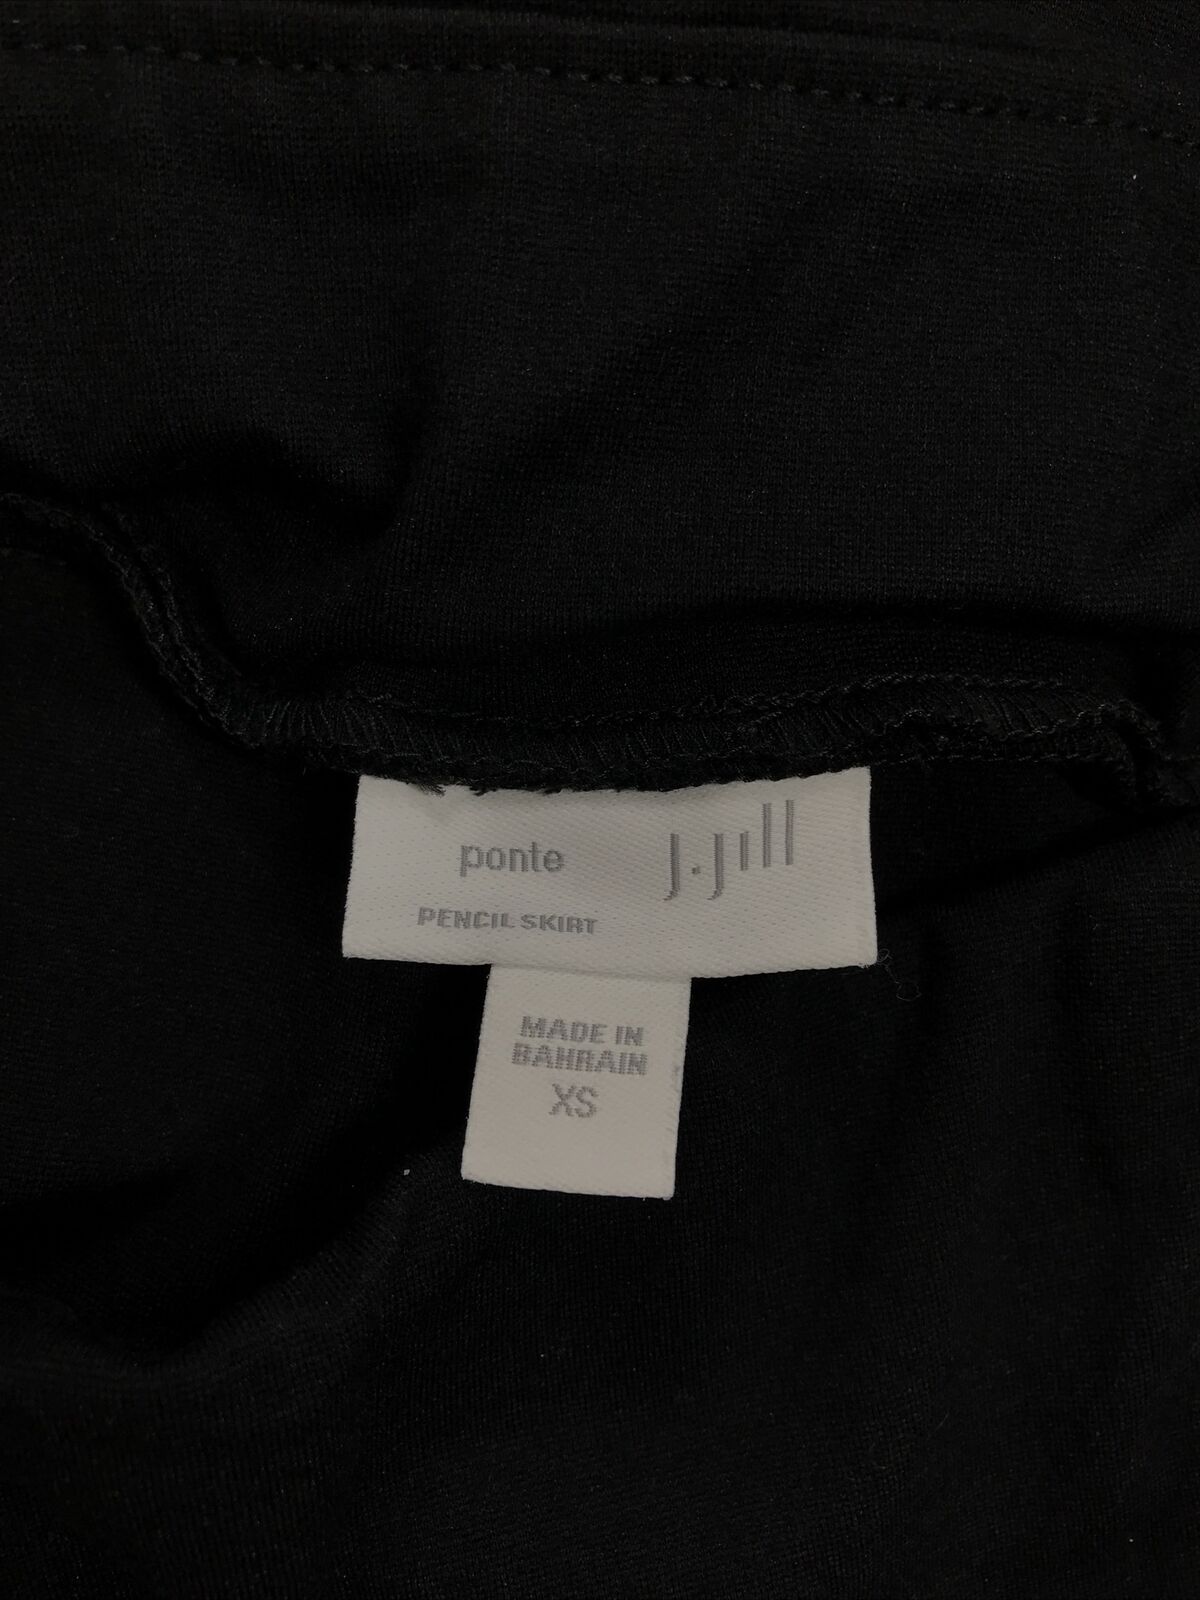 ponte
J.Jill
PENCIL SKIRT
MADE IN
BAHRAIN
XS